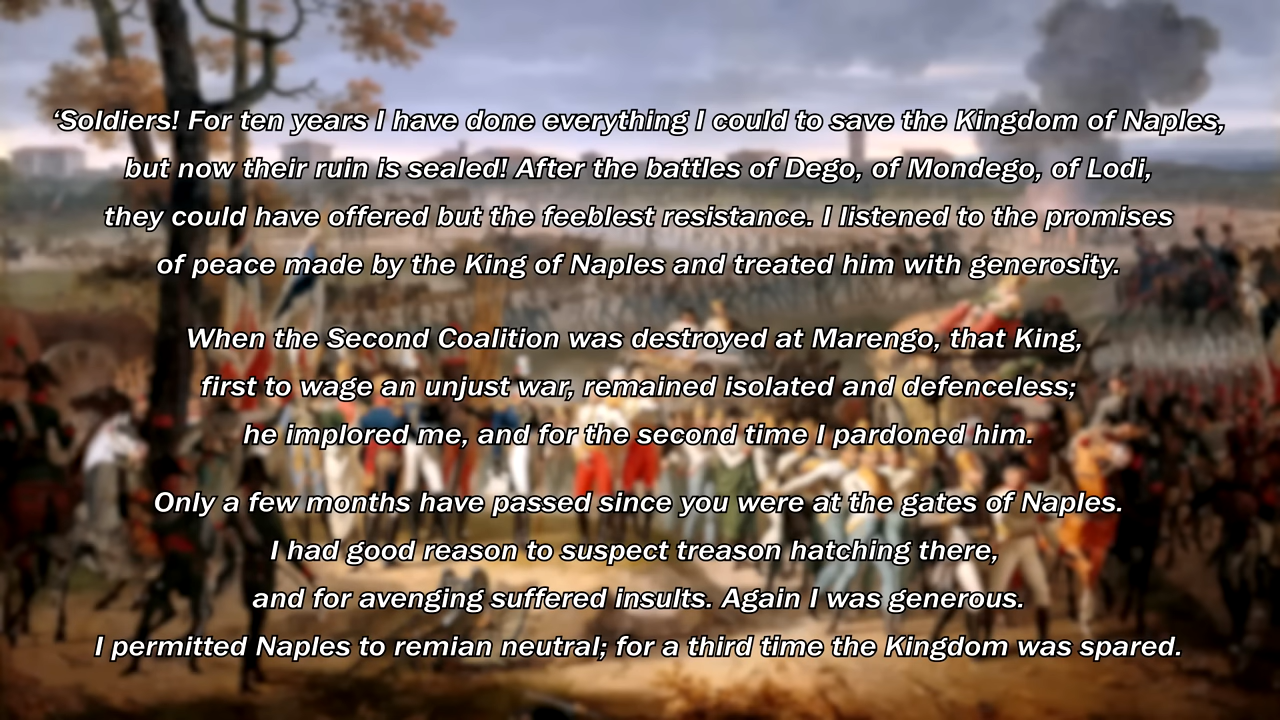 ‘Soldiers! For ten years I have done everything I could to save the Kingdom of Naples,
but now their ruin is sealed! After the battles of Dego, of Mondego, of Lodi,
they could have offered but the feeblest resistance. I listened to the promises
of peace made by the King of Naples and treated him with generosity.
When the Second Coalition was destroyed at Marengo, that King,
first to wage an unjust war, remained isolated and defenceless;
he implored me, and for the second time I pardoned him.
Only a few months have passed since you were at the gates of Naples.
I had good reason to suspect treason hatching there,
and for avenging suffered insults. Again I was generous.
I permitted Naples to remian neutral; for a third time the Kingdom was spared.